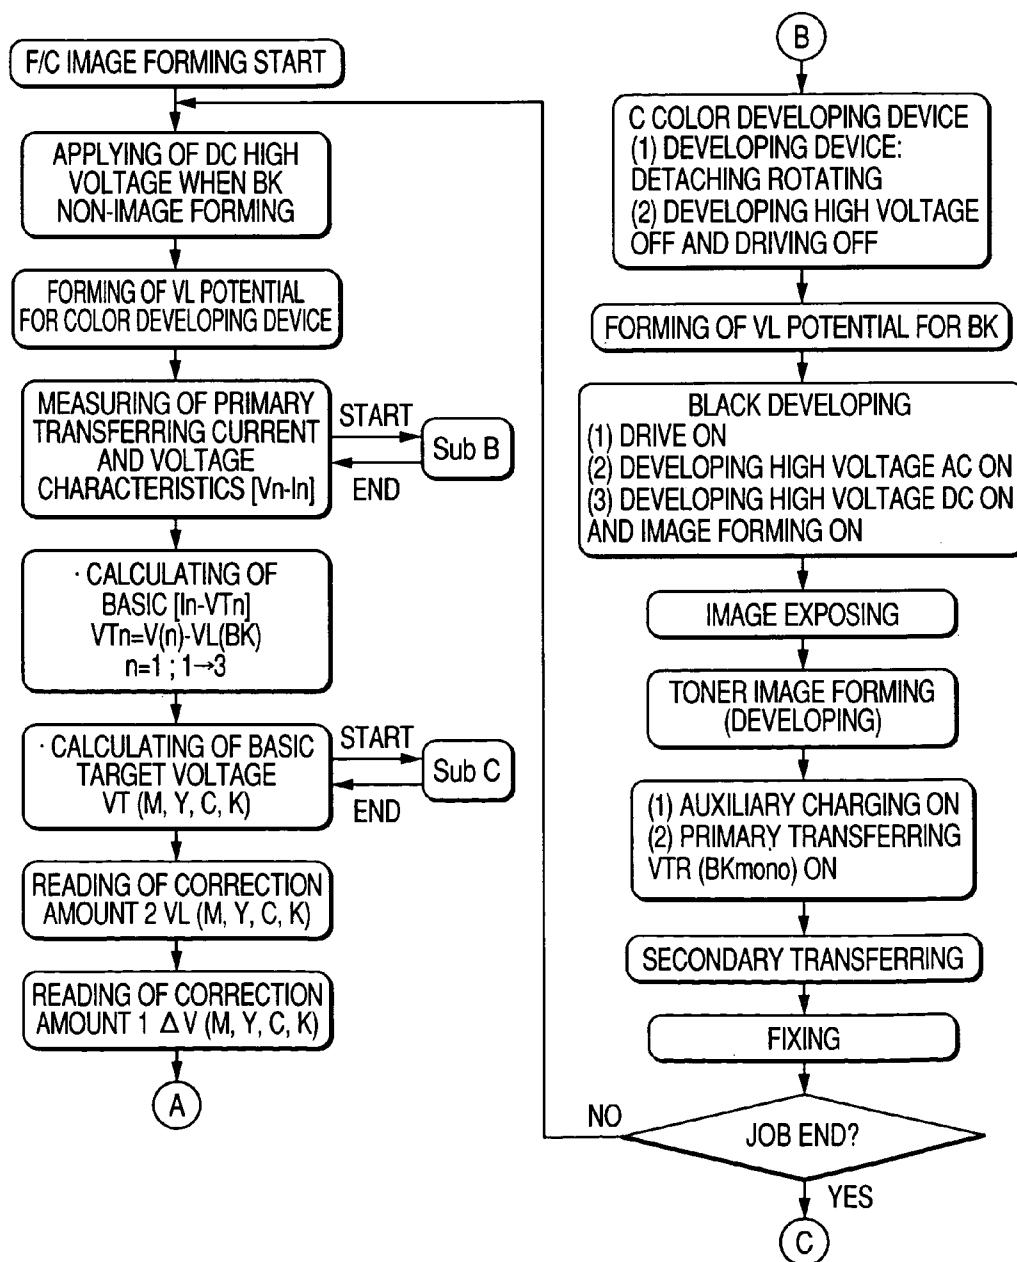 F/C IMAGE FORMING START
APPLYING OF DC HIGH
VOLTAGE WHEN BK
NON-IMAGE FORMING
FORMING OF VL POTENTIAL
FOR COLOR DEVELOPING DEVICE
MEASURING OF PRIMARY
TRANSFERRING CURRENT
AND VOLTAGE
CHARACTERISTICS [Vn-In]
START
Sub B
END
· CALCULATING OF
BASIC [In-VTn]
VTn=V(n)-VL(BK)
n=1 ; 1→3
· CALCULATING OF BASIC
TARGET VOLTAGE
VT (M, Y, C, K)
START
Sub C
END
READING OF CORRECTION
AMOUNT 2 VL (M, Y, C, K)
READING OF CORRECTION
AMOUNT 1 ΔV (M, Y, C, K)
A
B
C COLOR DEVELOPING DEVICE
(1) DEVELOPING DEVICE:
DETACHING ROTATING
(2) DEVELOPING HIGH VOLTAGE
OFF AND DRIVING OFF
FORMING OF VL POTENTIAL FOR BK
BLACK DEVELOPING
(1) DRIVE ON
(2) DEVELOPING HIGH VOLTAGE AC ON
(3) DEVELOPING HIGH VOLTAGE DC ON
AND IMAGE FORMING ON
IMAGE EXPOSING
TONER IMAGE FORMING
(DEVELOPING)
(1) AUXILIARY CHARGING ON
(2) PRIMARY TRANSFERRING
VTR (BKmono) ON
SECONDARY TRANSFERRING
FIXING
NO
JOB END?
YES
C